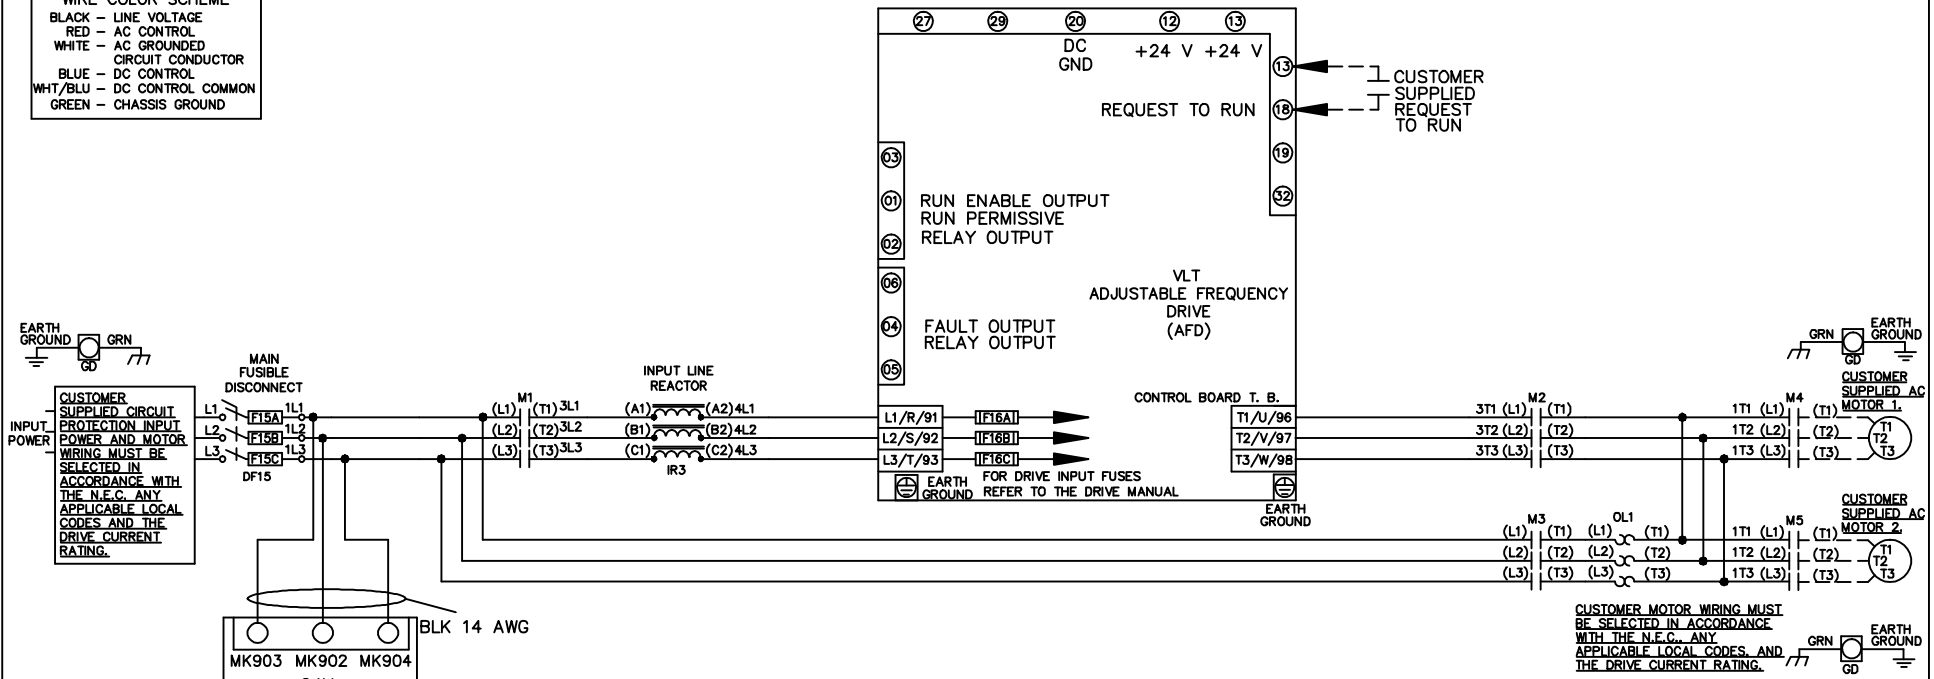 WIRE COLOR SCHEME
BLACK – LINE VOLTAGE
RED – AC CONTROL
WHITE – AC GROUNDED
CIRCUIT CONDUCTOR
BLUE – DC CONTROL
WHT/BLU – DC CONTROL COMMON
GREEN – CHASSIS GROUND
27 29 20 12 13
DC
GND
+24 V +24 V
13
REQUEST TO RUN 18
19
32
CUSTOMER
SUPPLIED
REQUEST
TO RUN
03
01
02
RUN ENABLE OUTPUT
RUN PERMISSIVE
RELAY OUTPUT
06
04
05
FAULT OUTPUT
RELAY OUTPUT
VLT
ADJUSTABLE FREQUENCY
DRIVE
(AFD)
CONTROL BOARD T. B.
EARTH
GROUND
GRN
GD
INPUT
POWER
CUSTOMER
SUPPLIED CIRCUIT
PROTECTION INPUT
POWER AND MOTOR
WIRING MUST BE
SELECTED IN
ACCORDANCE WITH
THE N.E.C. ANY
APPLICABLE LOCAL
CODES AND THE
DRIVE CURRENT
RATING.
MAIN
FUSIBLE
DISCONNECT
L1 F15A 1L1
L2 F15B 1L2
L3 F15C 1L3
DF15
M1
(L1) (T1) 3L1
(L2) (T2) 3L2
(L3) (T3) 3L3
INPUT LINE
REACTOR
(A1) (A2) 4L1
(B1) (B2) 4L2
(C1) (C2) 4L3
IR3
L1/R/91 F16A
L2/S/92 F16B
L3/T/93 F16C
EARTH
GROUND
FOR DRIVE INPUT FUSES
REFER TO THE DRIVE MANUAL
T1/U/96
T2/V/97
T3/W/98
EARTH
GROUND
M2
3T1 (L1) (T1)
3T2 (L2) (T2)
3T3 (L3) (T3)
M4
1T1 (L1) (T1)
1T2 (L2) (T2)
1T3 (L3) (T3)
GRN
GD
EARTH
GROUND
CUSTOMER
SUPPLIED AC
MOTOR 1.
T1
T2
T3
M3 OL1
(L1) (T1) (L1) (T1)
(L2) (T2) (L2) (T2)
(L3) (T3) (L3) (T3)
M5
1T1 (L1) (T1)
1T2 (L2) (T2)
1T3 (L3) (T3)
CUSTOMER
SUPPLIED AC
MOTOR 2.
T1
T2
T3
CUSTOMER MOTOR WIRING MUST
BE SELECTED IN ACCORDANCE
WITH THE N.E.C., ANY
APPLICABLE LOCAL CODES, AND
THE DRIVE CURRENT RATING.
GRN
GD
EARTH
GROUND
BLK 14 AWG
MK903 MK902 MK904